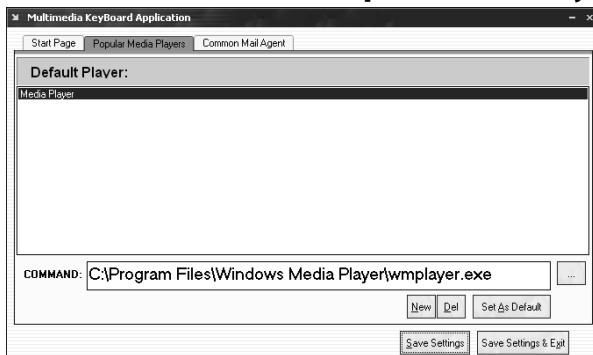 Multimedia KeyBoard Application
Start Page Popular Media Players Common Mail Agent
Default Player:
Media Player
COMMAND: C:\Program Files\Windows Media Player\wmplayer.exe ...
New Del Set As Default
Save Settings Save Settings & Exit